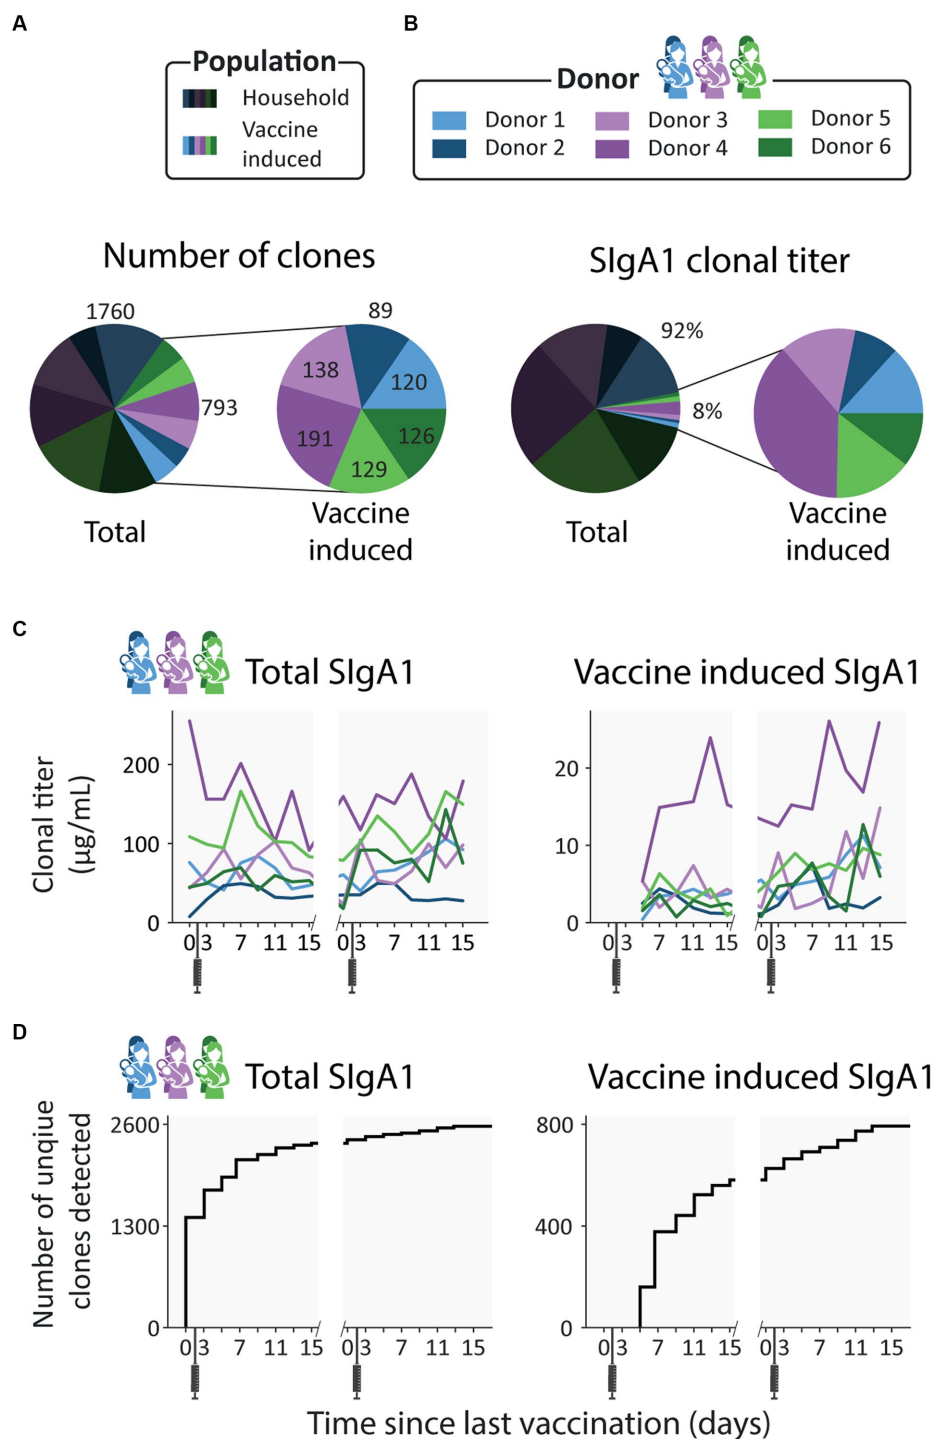 A
B
Population
Household
Vaccine
induced
Donor
Donor 1
Donor 3
Donor 5
Donor 2
Donor 4
Donor 6
Number of clones
SIgA1 clonal titer
1760
793
89
138
120
191
126
129
92%
8%
Total
Vaccine
induced
Total
Vaccine
induced
C
Total SIgA1
Vaccine induced SIgA1
Clonal titer
(µg/mL)
200
100
0
0 3 7 11 15
0 3 7 11 15
20
10
0
0 3 7 11 15
0 3 7 11 15
D
Total SIgA1
Vaccine induced SIgA1
Number of unqiue
clones detected
2600
1300
0
0 3 7 11 15
0 3 7 11 15
800
400
0
0 3 7 11 15
0 3 7 11 15
Time since last vaccination (days)